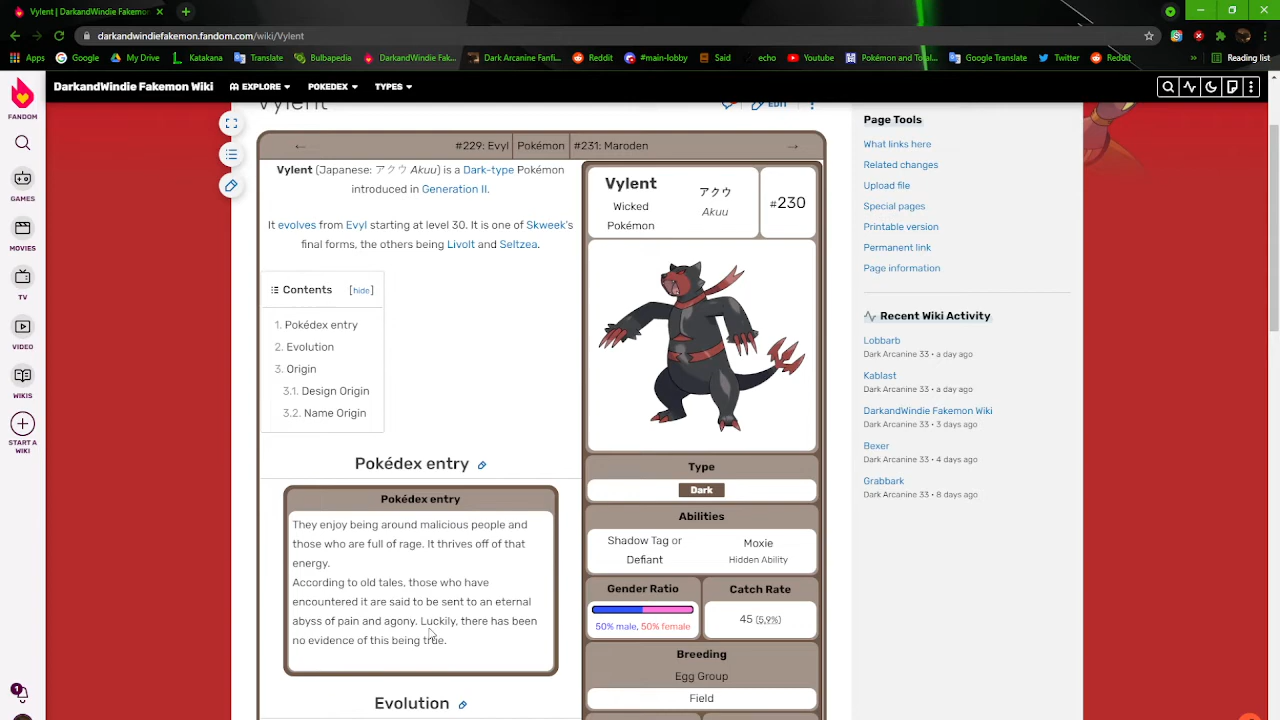 Vylent | DarkandWindie Fakemon
darkandwindiefakemon.fandom.com/wiki/Vylent
Apps
Google
My Drive
Katakana
Translate
Bulbapedia
DarkandWindie Fak...
Dark Arcanine Fanfi...
Reddit
#main-lobby
Said
echo
Youtube
Pokémon and Total...
Google Translate
Twitter
Reddit
»
Reading list
FANDOM
GAMES
MOVIES
TV
VIDEO
WIKIS
START A
WIKI
1
DarkandWindie Fakemon Wiki
EXPLORE
POKEDEX
TYPES
Vylent
EDIT
← #229: Evyl
Pokémon
#231: Maroden →
Vylent (Japanese: アクウ Akuu) is a Dark-type Pokémon
introduced in Generation II.
It evolves from Evyl starting at level 30. It is one of Skweek's
final forms, the others being Livolt and Seltzea.
Contents [hide]
1. Pokédex entry
2. Evolution
3. Origin
3.1. Design Origin
3.2. Name Origin
Pokédex entry
Pokédex entry
They enjoy being around malicious people and
those who are full of rage. It thrives off of that
energy.
According to old tales, those who have
encountered it are said to be sent to an eternal
abyss of pain and agony. Luckily, there has been
no evidence of this being true.
Evolution
Vylent
Wicked
Pokémon
アクウ
Akuu
#230
Type
Dark
Abilities
Shadow Tag or
Defiant
Moxie
Hidden Ability
Gender Ratio
50% male, 50% female
Catch Rate
45 (5.9%)
Breeding
Egg Group
Field
Page Tools
What links here
Related changes
Upload file
Special pages
Printable version
Permanent link
Page information
Recent Wiki Activity
Lobbarb
Dark Arcanine 33 • a day ago
Kablast
Dark Arcanine 33 • a day ago
DarkandWindie Fakemon Wiki
Dark Arcanine 33 • 3 days ago
Bexer
Dark Arcanine 33 • 4 days ago
Grabbark
Dark Arcanine 33 • 8 days ago